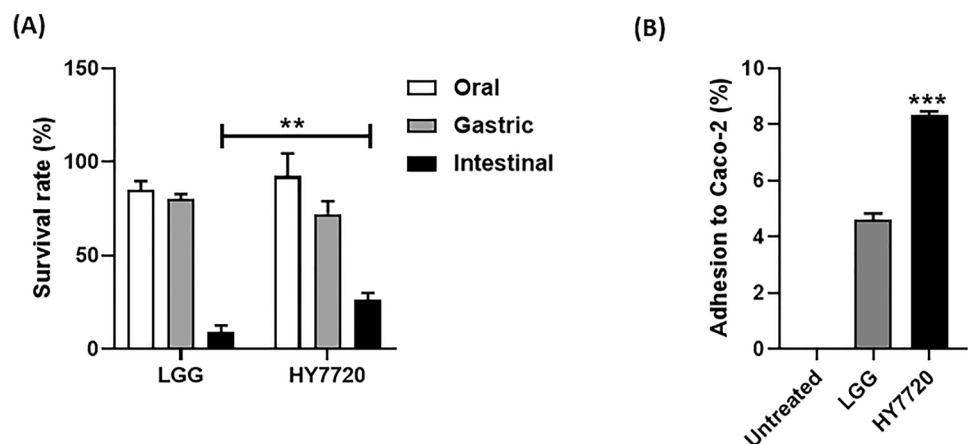 (A)
Survival rate (%)
150
100
50
0
**
Oral
Gastric
Intestinal
LGG
HY7720
(B)
Adhesion to Caco-2 (%)
10
8
6
4
2
0
***
Untreated
LGG
HY7720